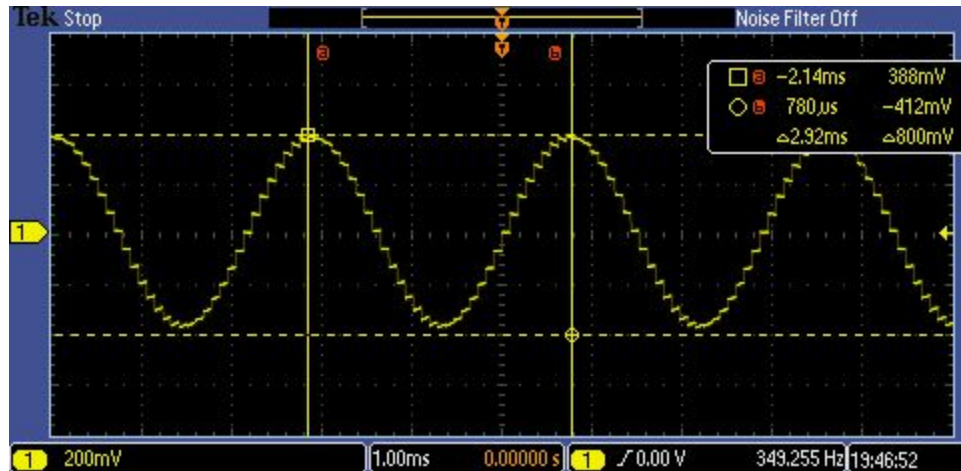 Tek Stop
Noise Filter Off
T
T
a
b
a -2.14ms 388mV
b 780µs -412mV
△2.92ms △800mV
1
1 200mV
1.00ms 0.00000 s
1 0.00 V 349.255 Hz
19:46:52